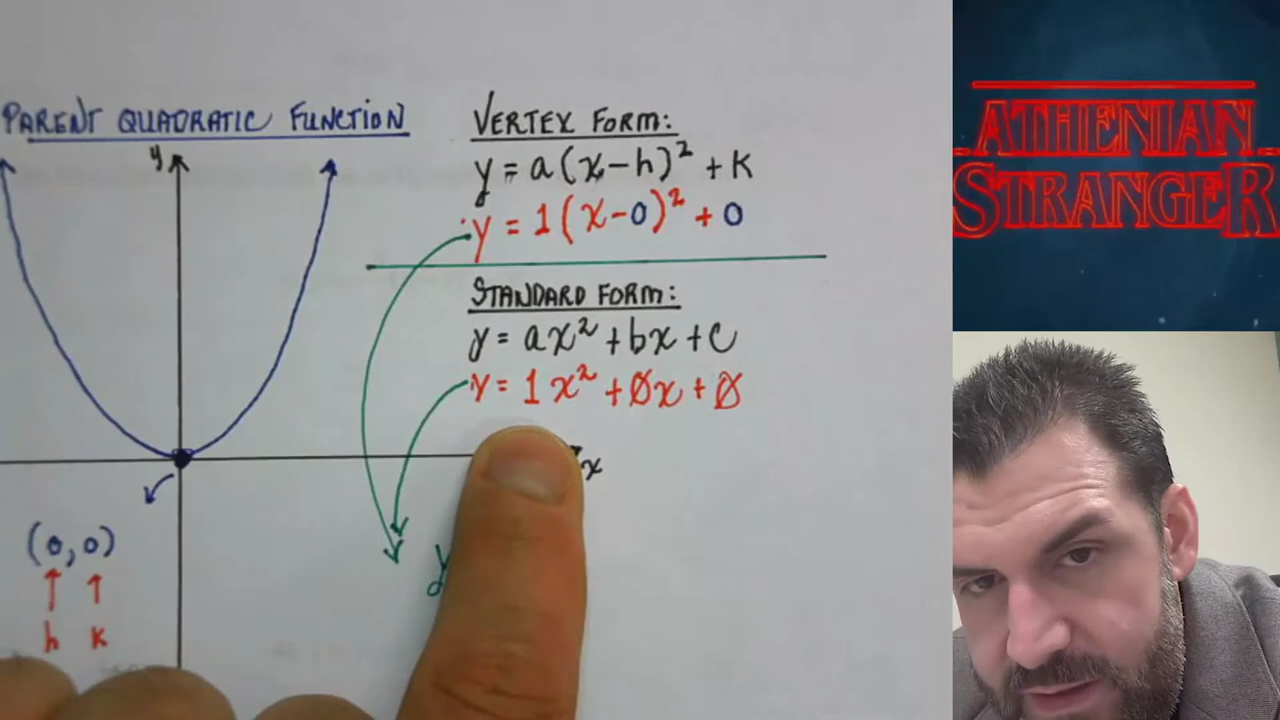 PARENT QUADRATIC FUNCTION
y
x
(0,0)
h k
VERTEX FORM:
y = a(x-h)² + k
y = 1(x-0)² + 0
STANDARD FORM:
y = ax² + bx + c
y = 1x² + 0x + 0
y
ATHENIAN
STRANGER